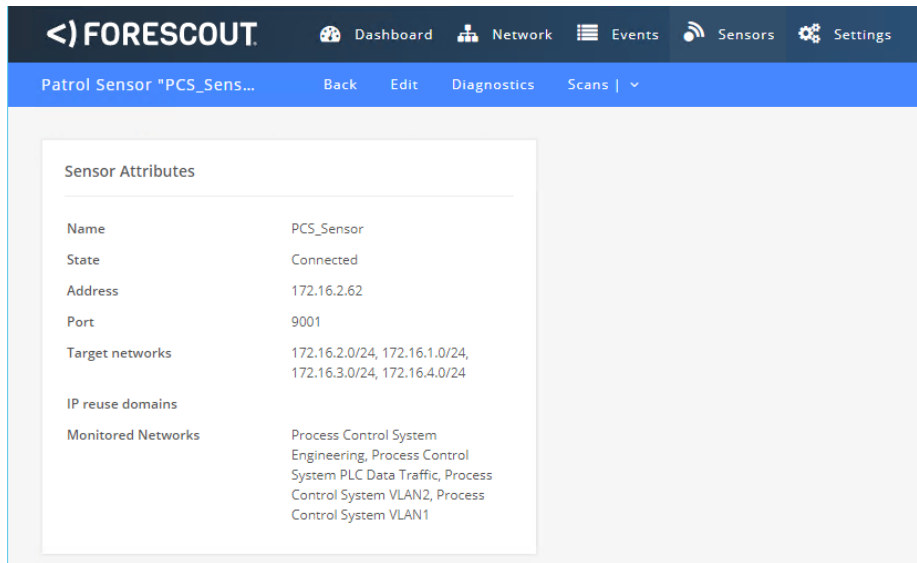 <) FORESCOUT. Dashboard Network Events Sensors Settings
Patrol Sensor "PCS_Sens... Back Edit Diagnostics Scans |
Sensor Attributes
Name PCS_Sensor
State Connected
Address 172.16.2.62
Port 9001
Target networks 172.16.2.0/24, 172.16.1.0/24,
172.16.3.0/24, 172.16.4.0/24
IP reuse domains
Monitored Networks Process Control System
Engineering, Process Control
System PLC Data Traffic, Process
Control System VLAN2, Process
Control System VLAN1